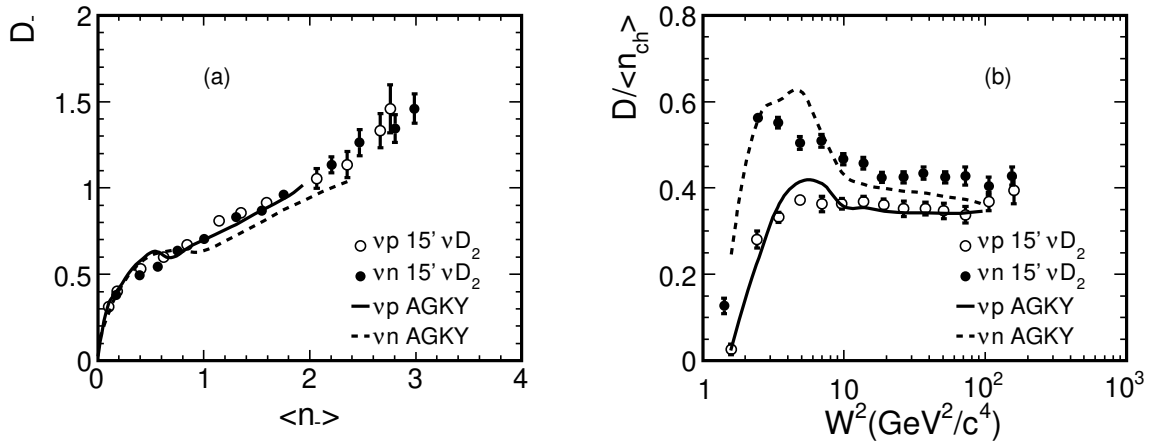 D-
(a)
2
1.5
1
0.5
0
0 1 2 3 4
<n->
νp 15' νD2
νn 15' νD2
νp AGKY
νn AGKY
D/<nch>
(b)
0.8
0.6
0.4
0.2
0
1 10 10² 10³
W²(GeV²/c⁴)
νp 15' νD2
νn 15' νD2
νp AGKY
νn AGKY